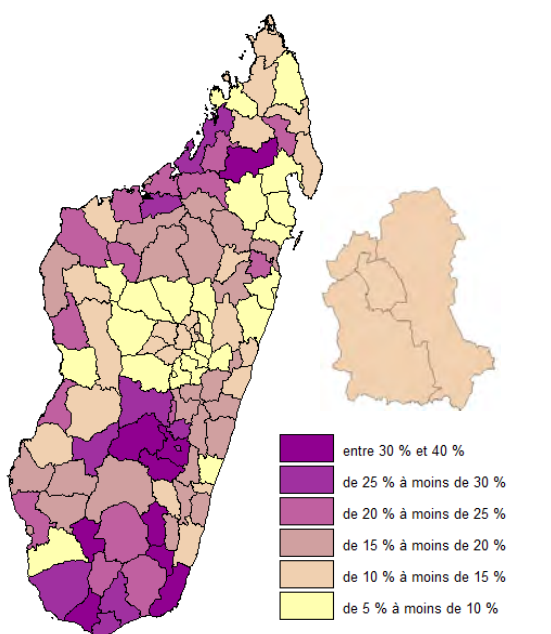 entre 30 % et 40 %
de 25 % à moins de 30 %
de 20 % à moins de 25 %
de 15 % à moins de 20 %
de 10 % à moins de 15 %
de 5 % à moins de 10 %